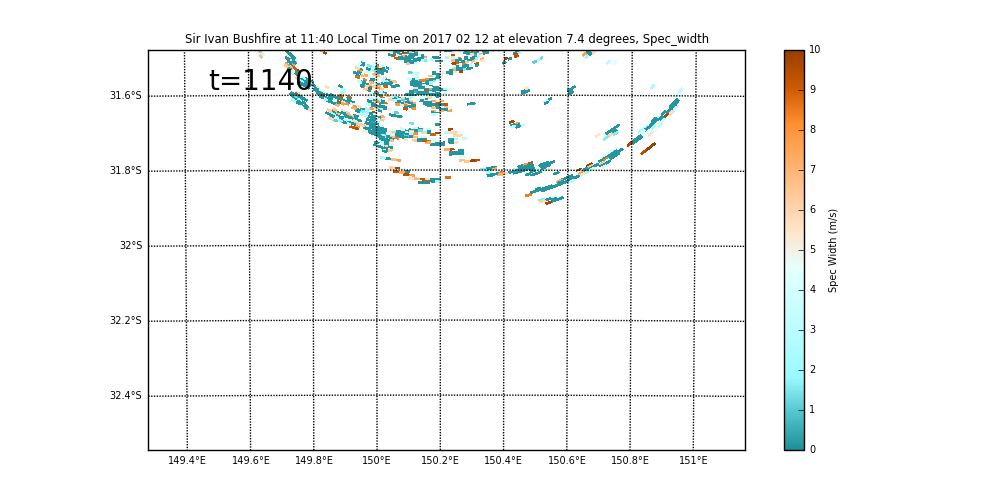 Sir Ivan Bushfire at 11:40 Local Time on 2017 02 12 at elevation 7.4 degrees, Spec_width
t=1140
31.6°S
31.8°S
32°S
32.2°S
32.4°S
149.4°E 149.6°E 149.8°E 150°E 150.2°E 150.4°E 150.6°E 150.8°E 151°E
10
9
8
7
6
5
4
3
2
1
0
Spec Width (m/s)